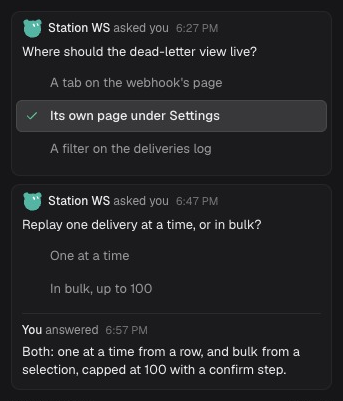 Station WS asked you 6:27 PM
Where should the dead-letter view live?
A tab on the webhook's page
Its own page under Settings
A filter on the deliveries log
Station WS asked you 6:47 PM
Replay one delivery at a time, or in bulk?
One at a time
In bulk, up to 100
You answered 6:57 PM
Both: one at a time from a row, and bulk from a
selection, capped at 100 with a confirm step.